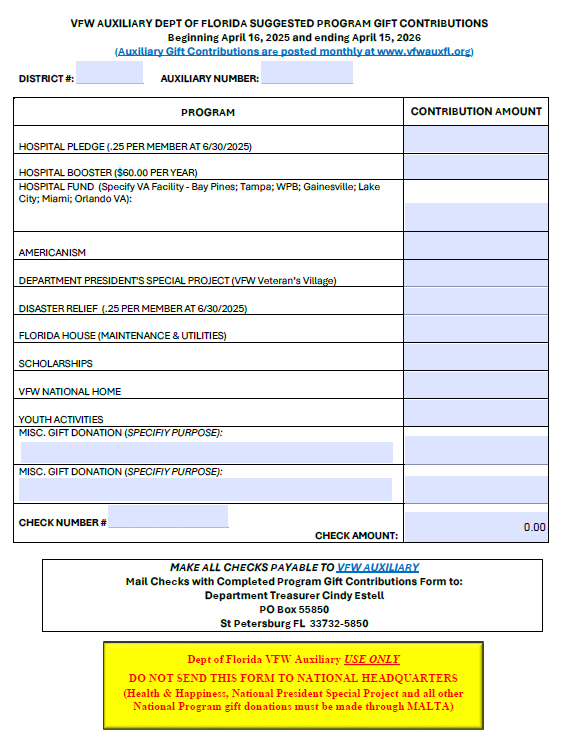 VFW AUXILIARY DEPT OF FLORIDA SUGGESTED PROGRAM GIFT CONTRIBUTIONS
Beginning April 16, 2025 and ending April 15, 2026
(Auxiliary Gift Contributions are posted monthly at www.vfwauxfl.org)
DISTRICT #: AUXILIARY NUMBER:
PROGRAM CONTRIBUTION AMOUNT
HOSPITAL PLEDGE (.25 PER MEMBER AT 6/30/2025)
HOSPITAL BOOSTER ($60.00 PER YEAR)
HOSPITAL FUND (Specify VA Facility - Bay Pines; Tampa; WPB; Gainesville; Lake
City; Miami; Orlando VA):
AMERICANISM
DEPARTMENT PRESIDENT'S SPECIAL PROJECT (VFW Veteran's Village)
DISASTER RELIEF (.25 PER MEMBER AT 6/30/2025)
FLORIDA HOUSE (MAINTENANCE & UTILITIES)
SCHOLARSHIPS
VFW NATIONAL HOME
YOUTH ACTIVITIES
MISC. GIFT DONATION (SPECIFIY PURPOSE):
MISC. GIFT DONATION (SPECIFIY PURPOSE):
CHECK NUMBER #
CHECK AMOUNT: 0.00
MAKE ALL CHECKS PAYABLE TO VFW AUXILIARY
Mail Checks with Completed Program Gift Contributions Form to:
Department Treasurer Cindy Estell
PO Box 55850
St Petersburg FL 33732-5850
Dept of Florida VFW Auxiliary USE ONLY
DO NOT SEND THIS FORM TO NATIONAL HEADQUARTERS
(Health & Happiness, National President Special Project and all other
National Program gift donations must be made through MALTA)